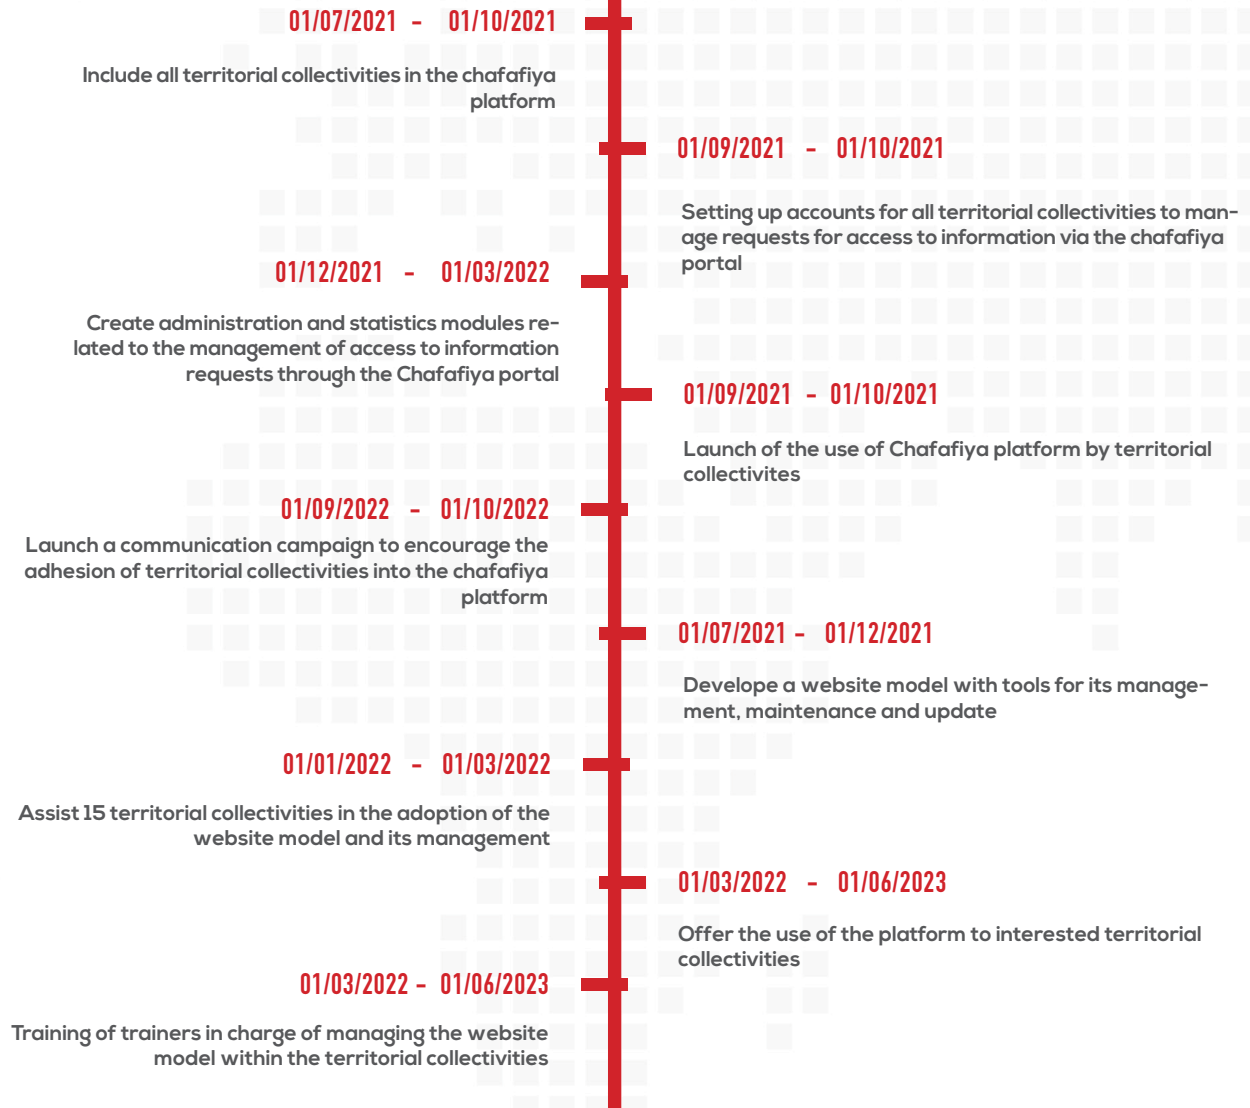 01/07/2021 - 01/10/2021
Include all territorial collectivities in the chafafiya
platform
01/09/2021 - 01/10/2021
Setting up accounts for all territorial collectivities to man-
age requests for access to information via the chafafiya
portal
01/12/2021 - 01/03/2022
Create administration and statistics modules re-
lated to the management of access to information
requests through the Chafafiya portal
01/09/2021 - 01/10/2021
Launch of the use of Chafafiya platform by territorial
collectivites
01/09/2022 - 01/10/2022
Launch a communication campaign to encourage the
adhesion of territorial collectivities into the chafafiya
platform
01/07/2021 - 01/12/2021
Develope a website model with tools for its manage-
ment, maintenance and update
01/01/2022 - 01/03/2022
Assist 15 territorial collectivities in the adoption of the
website model and its management
01/03/2022 - 01/06/2023
Offer the use of the platform to interested territorial
collectivities
01/03/2022 - 01/06/2023
Training of trainers in charge of managing the website
model within the territorial collectivities